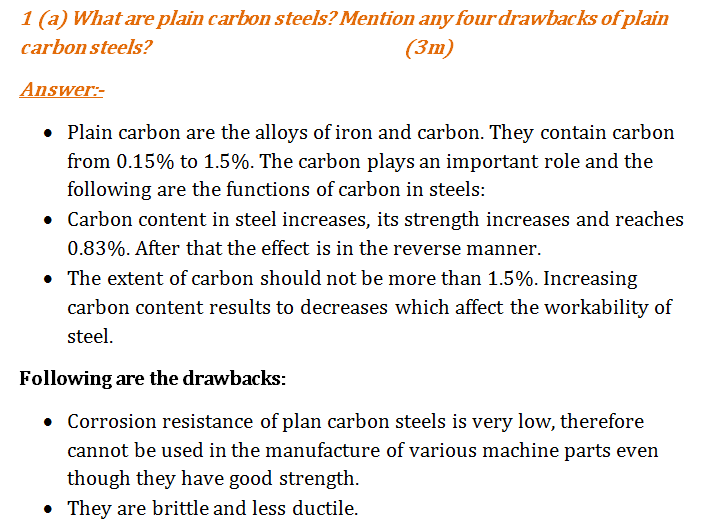 1 (a) What are plain carbon steels? Mention any four drawbacks of plain
carbon steels? (3m)
Answer:-
• Plain carbon are the alloys of iron and carbon. They contain carbon
from 0.15% to 1.5%. The carbon plays an important role and the
following are the functions of carbon in steels:
• Carbon content in steel increases, its strength increases and reaches
0.83%. After that the effect is in the reverse manner.
• The extent of carbon should not be more than 1.5%. Increasing
carbon content results to decreases which affect the workability of
steel.
Following are the drawbacks:
• Corrosion resistance of plan carbon steels is very low, therefore
cannot be used in the manufacture of various machine parts even
though they have good strength.
• They are brittle and less ductile.